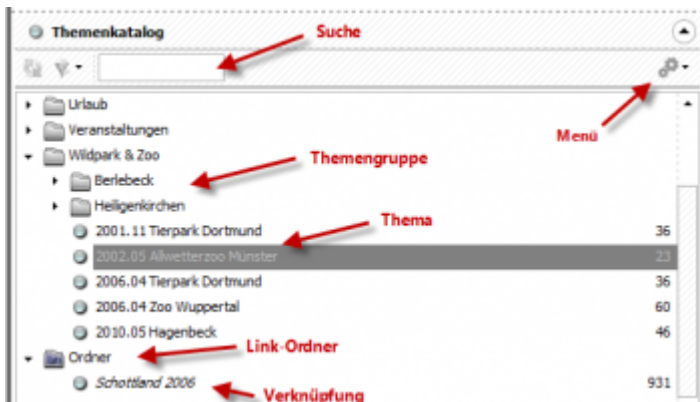 Themenkatalog
Suche
Menü
Urlaub
Veranstaltungen
Wildpark & Zoo
Themengruppe
Berlebeck
Heiligenkirchen
Thema
2001.11 Tierpark Dortmund 36
2002.05 Allwetterzoo Münster 23
2006.04 Tierpark Dortmund 36
2006.04 Zoo Wuppertal 60
2010.05 Hagenbeck 46
Link-Ordner
Ordner
Schottland 2006 931
Verknüpfung